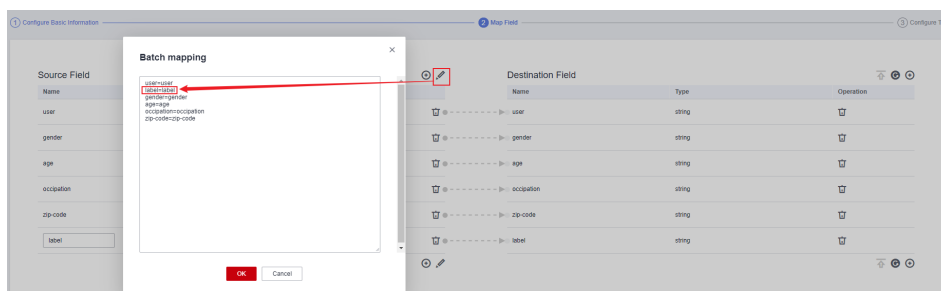 1 Configure Basic Information
2 Map Field
3 Configure T
Batch mapping
Source Field
Destination Field
user=user
label=label
gender=gender
age=age
occipation=occipation
zip-code=zip-code
Name
Name Type Operation
user
user string
gender
gender string
age
age string
occipation
occipation string
zip-code
zip-code string
label
label string
OK Cancel